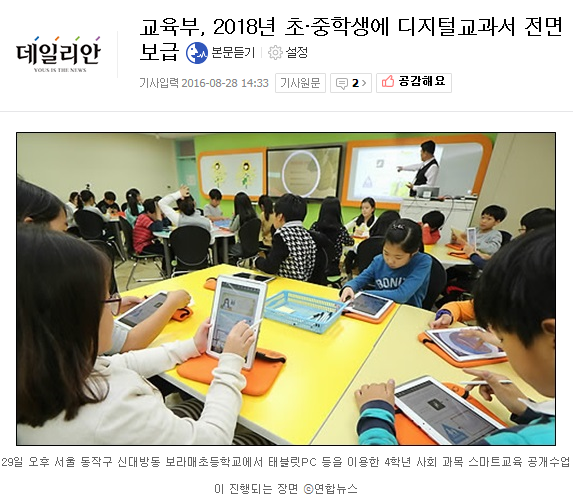 교육부, 2018년 초·중학생에 디지털교과서 전면
보급 본문듣기 설정
데일리안
YOUR IS THE NEWS
기사입력 2016-08-28 14:33 기사원문 2 공감해요
29일 오후 서울 동작구 신대방동 보라매초등학교에서 태블릿PC 등을 이용한 4학년 사회 과목 스마트교육 공개수업
이 진행되는 장면 ⓒ연합뉴스